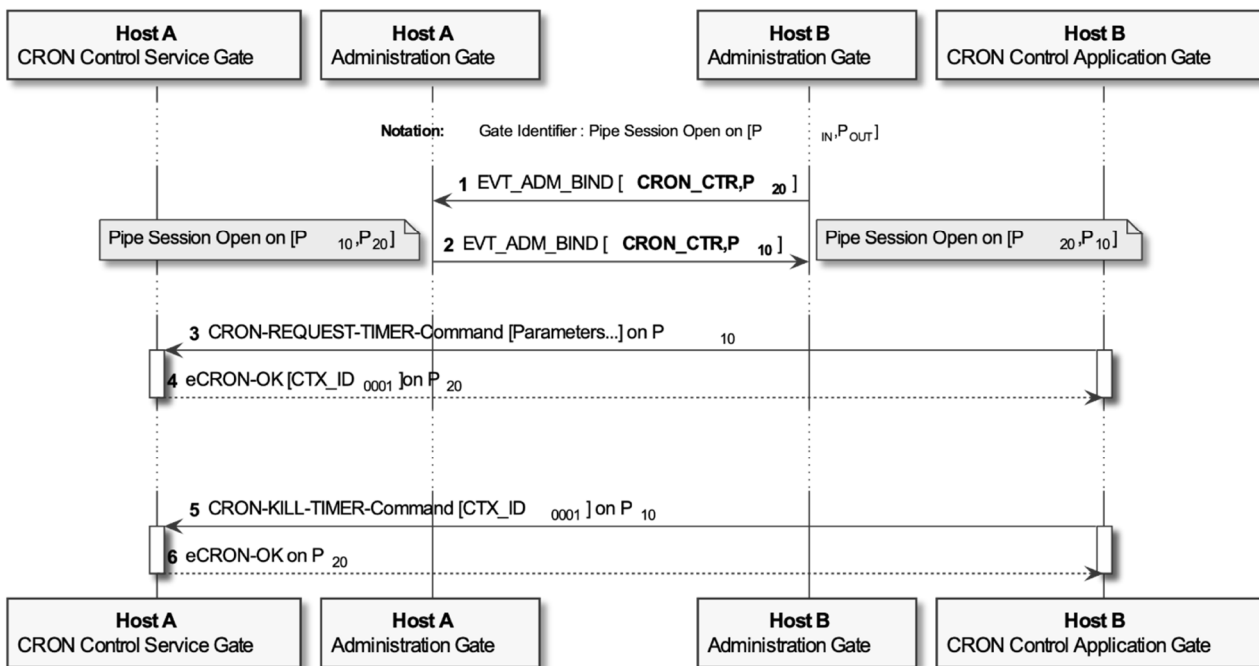 Host A
CRON Control Service Gate
Host A
Administration Gate
Host B
Administration Gate
Host B
CRON Control Application Gate
Notation: Gate Identifier : Pipe Session Open on [P IN,POUT]
1 EVT_ADM_BIND [ CRON_CTR,P 20 ]
Pipe Session Open on [P 10,P20]
2 EVT_ADM_BIND [ CRON_CTR,P 10 ]
Pipe Session Open on [P 20,P10]
3 CRON-REQUEST-TIMER-Command [Parameters...] on P 10
4 eCRON-OK [CTX_ID 0001 ]on P 20
5 CRON-KILL-TIMER-Command [CTX_ID 0001 ] on P 10
6 eCRON-OK on P 20
Host A
CRON Control Service Gate
Host A
Administration Gate
Host B
Administration Gate
Host B
CRON Control Application Gate